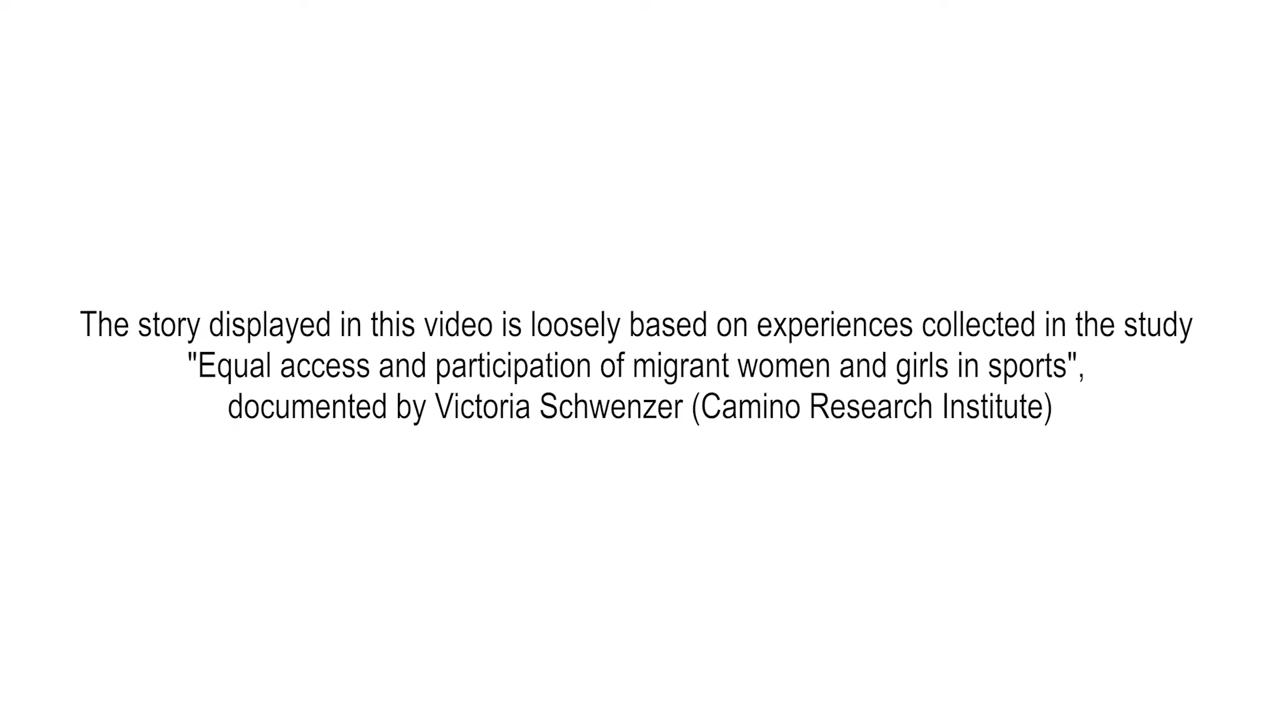 The story displayed in this video is loosely based on experiences collected in the study
"Equal access and participation of migrant women and girls in sports",
documented by Victoria Schwenzer (Camino Research Institute)